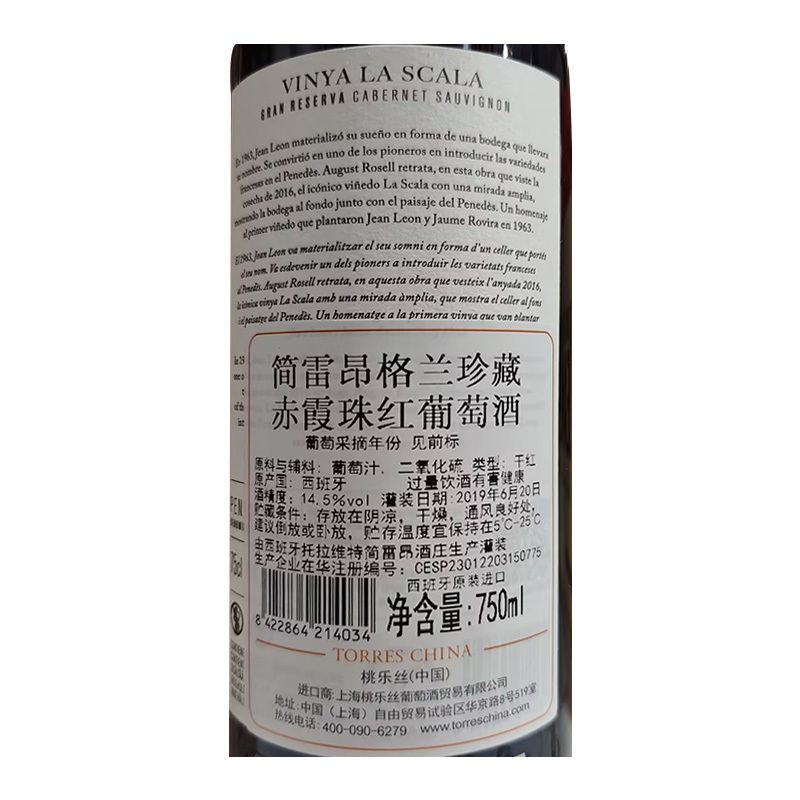 VINYA LA SCALA
GRAN RESERVA CABERNET SAUVIGNON
En 1963, Jean Leon materializó su sueño en forma de una bodega que llevara
su nombre. Se convirtió en uno de los pioneros en introducir las variedades
francesas en el Penedès. August Rosell retrata, en esta obra que viste la
cosecha de 2016, el icónico viñedo La Scala con una mirada amplia,
mostrando la bodega al fondo junto con el paisaje del Penedès. Un homenaje
al primer viñedo que plantaron Jean Leon y Jaume Rovira en 1963.
El 1963, Jean Leon va materialitzar el seu somni en forma d'un celler que portés
el seu nom. Va esdevenir un dels pioners a introduir les varietats franceses
al Penedès. August Rosell retrata, en aquesta obra que vesteix l'anyada 2016,
la icònica vinya La Scala amb una mirada àmplia, que mostra el celler al fons
i el paisatge del Penedès. Un homenatge a la primera vinya que van plantar
简雷昂格兰珍藏
赤霞珠红葡萄酒
葡萄采摘年份 见前标
原料与辅料: 葡萄汁. 二氧化硫 类型: 干红
原产国: 西班牙 过量饮酒有害健康
酒精度: 14.5%vol 灌装日期:2019年6月20日
贮藏条件: 存放在阴凉, 干燥, 通风良好处,
建议倒放或卧放, 贮存温度宜保持在5℃-25℃
由西班牙托拉维特简雷昂酒庄生产灌装
生产企业在华注册编号: CESP23012203150775
西班牙原装进口
净含量:750ml
8 422864 214034
TORRES CHINA
桃乐丝(中国)
进口商: 上海桃乐丝葡萄酒贸易有限公司
地址: 中国(上海)自由贸易试验区华京路8号519室
热线电话: 400-090-6279 www.torreschina.com
75cl